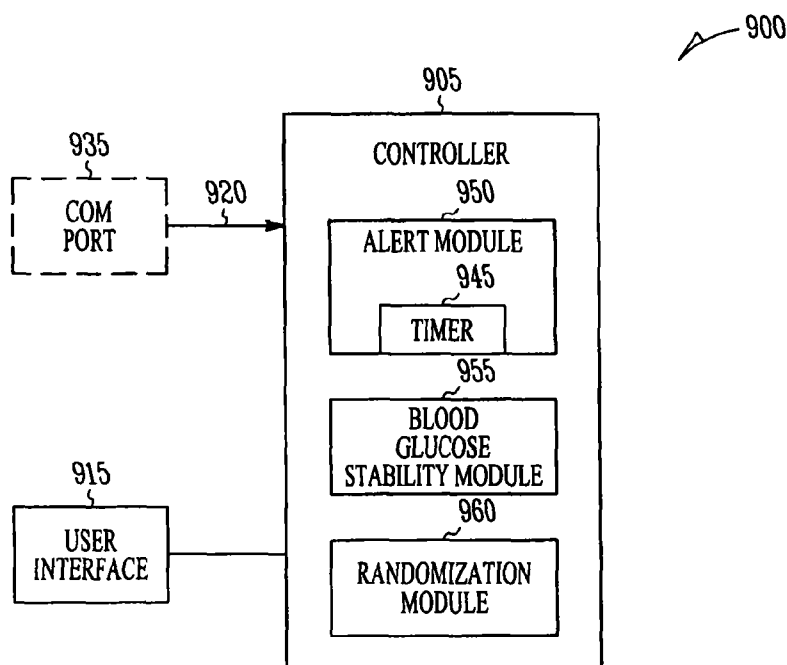 900
905
CONTROLLER
935
COM
PORT
920
950
ALERT MODULE
945
TIMER
955
BLOOD
GLUCOSE
STABILITY MODULE
915
USER
INTERFACE
960
RANDOMIZATION
MODULE